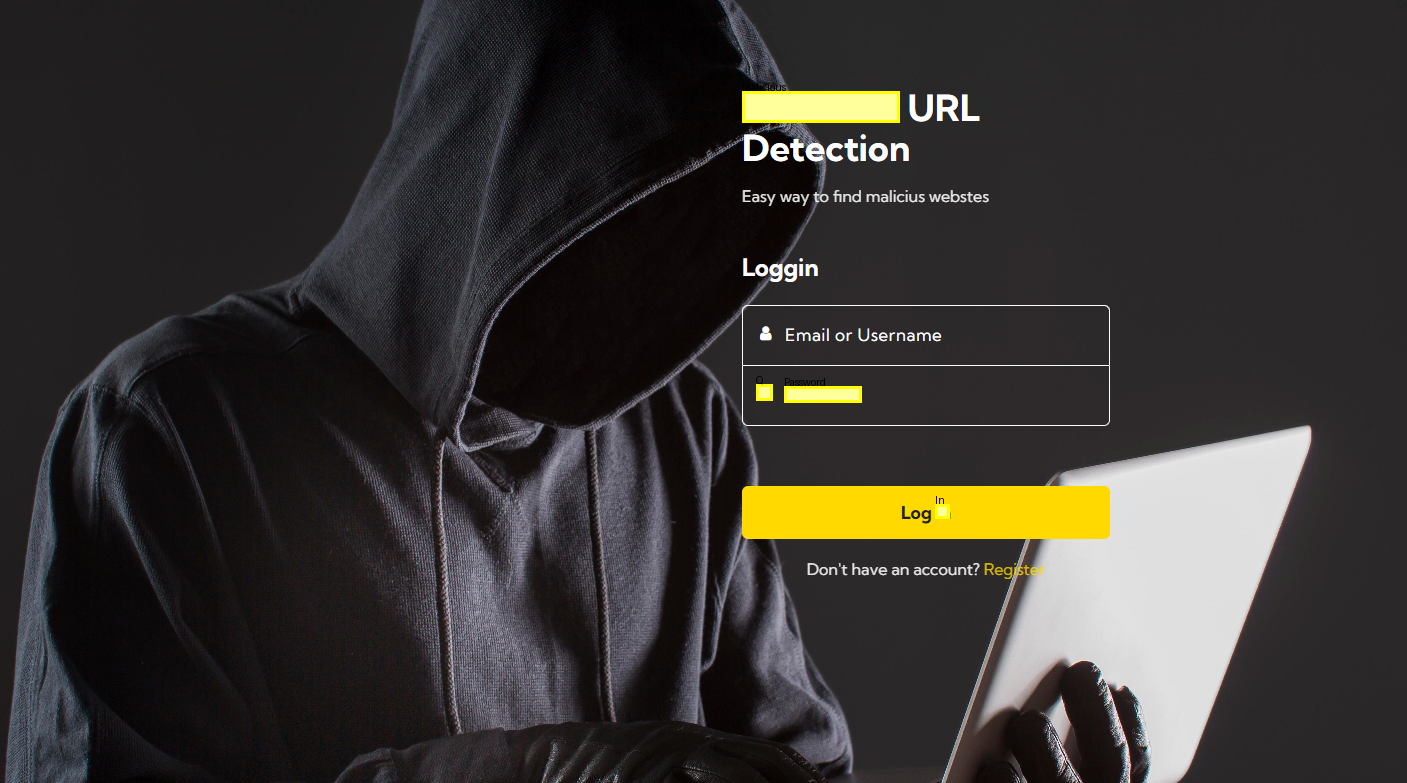 URL
Detection
Easy way to find malicius webstes
Loggin
Email or Username
Password
Log In
Don't have an account? Register